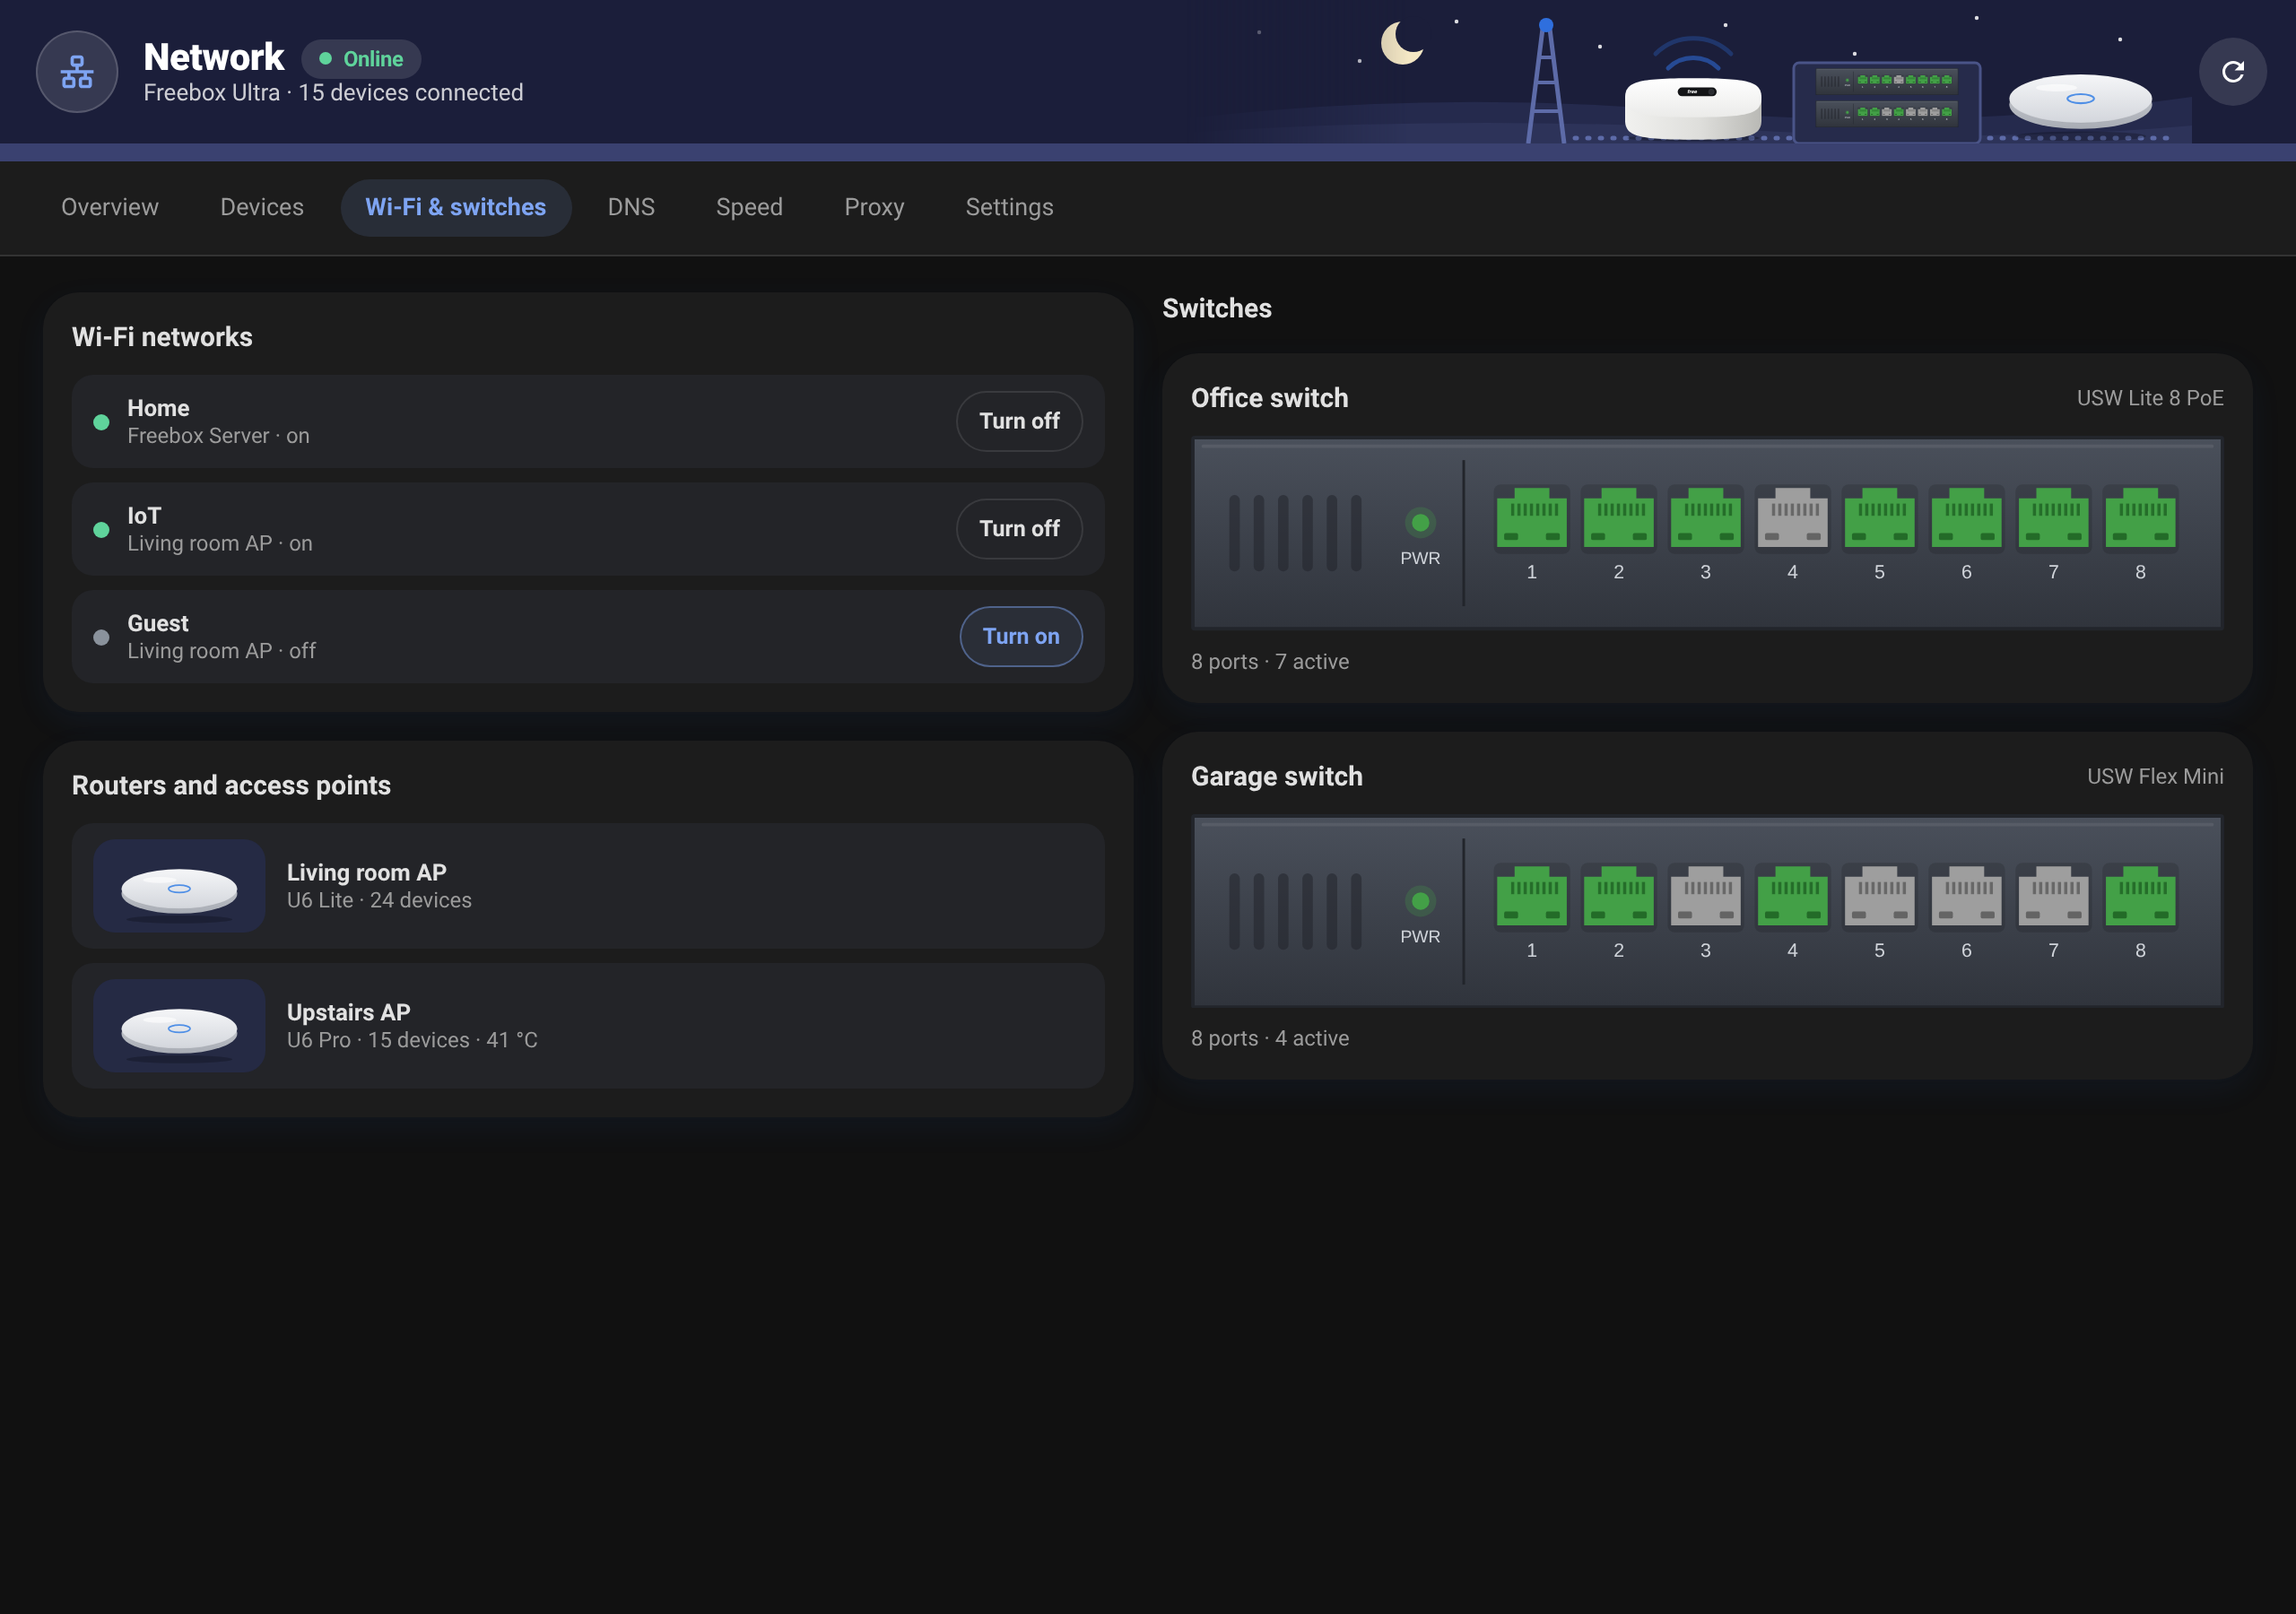 Network
Online
Freebox Ultra · 15 devices connected
free
Overview
Devices
Wi-Fi & switches
DNS
Speed
Proxy
Settings
Wi-Fi networks
Home
Freebox Server · on
Turn off
IoT
Living room AP · on
Turn off
Guest
Living room AP · off
Turn on
Routers and access points
Living room AP
U6 Lite · 24 devices
Upstairs AP
U6 Pro · 15 devices · 41 °C
Switches
Office switch
USW Lite 8 PoE
PWR
1 2 3 4 5 6 7 8
8 ports · 7 active
Garage switch
USW Flex Mini
PWR
1 2 3 4 5 6 7 8
8 ports · 4 active